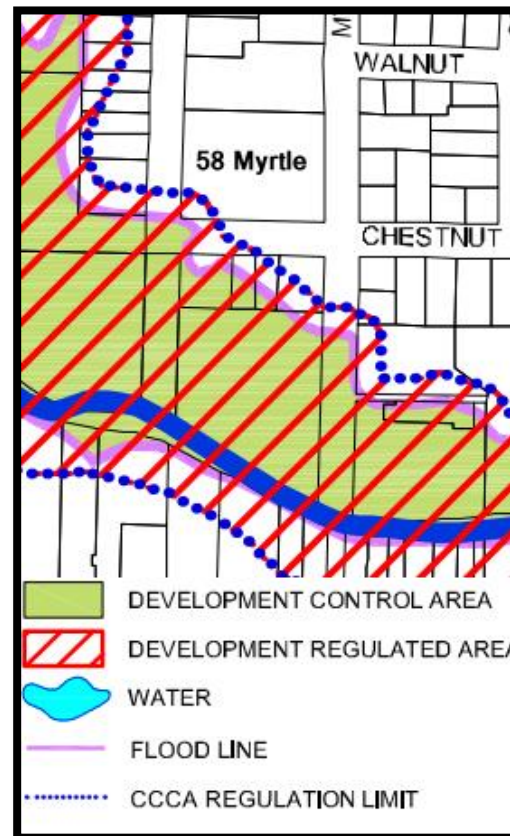 M
WALNUT
58 Myrtle
CHESTNUT
DEVELOPMENT CONTROL AREA
DEVELOPMENT REGULATED AREA
WATER
FLOOD LINE
CCCA REGULATION LIMIT